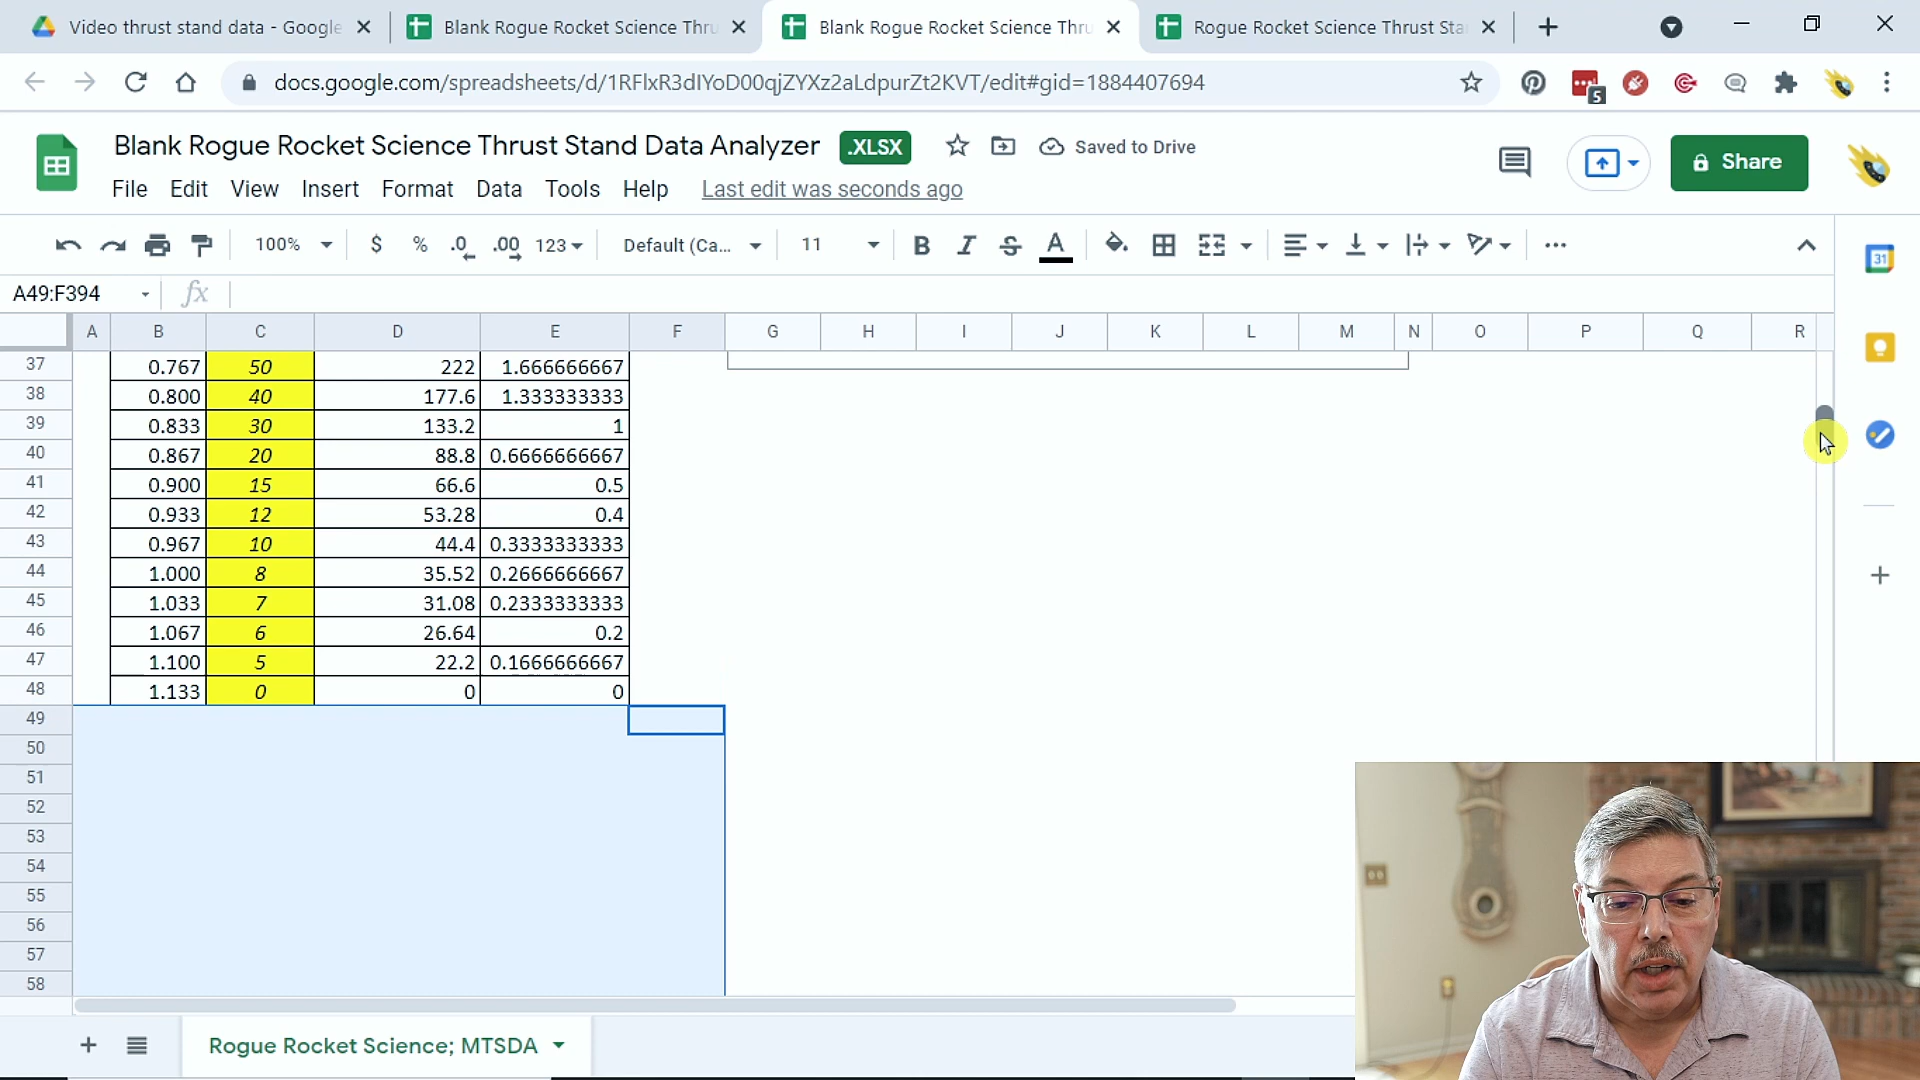 Video thrust stand data - Google
Blank Rogue Rocket Science Thru
Blank Rogue Rocket Science Thru
Rogue Rocket Science Thrust Sta
docs.google.com/spreadsheets/d/1RFlxR3dIYoD00qjZYXz2aLdpurZt2KVT/edit#gid=1884407694
5
Blank Rogue Rocket Science Thrust Stand Data Analyzer
.XLSX
Saved to Drive
Share
File Edit View Insert Format Data Tools Help
Last edit was seconds ago
100% $ % .0 .00 123 Default (Ca... 11 B I S A
31
A49:F394 fx
A B C D E F G H I J K L M N O P Q R
37 0.767 50 222 1.666666667
38 0.800 40 177.6 1.333333333
39 0.833 30 133.2 1
40 0.867 20 88.8 0.6666666667
41 0.900 15 66.6 0.5
42 0.933 12 53.28 0.4
43 0.967 10 44.4 0.3333333333
44 1.000 8 35.52 0.2666666667
45 1.033 7 31.08 0.2333333333
46 1.067 6 26.64 0.2
47 1.100 5 22.2 0.1666666667
48 1.133 0 0 0
49
50
51
52
53
54
55
56
57
58
Rogue Rocket Science; MTSDA